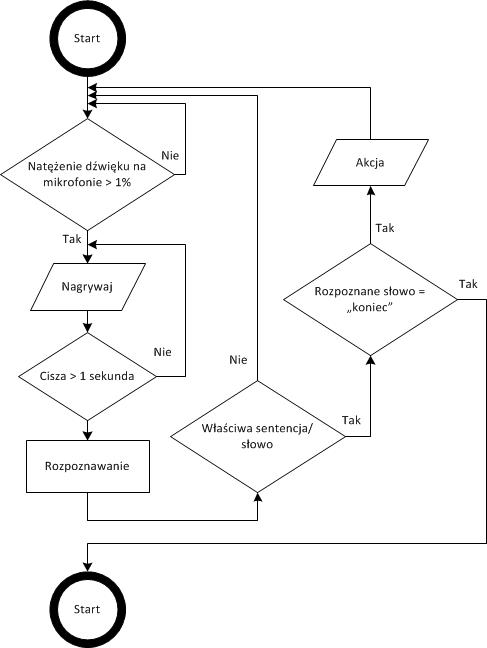 Start
Natężenie dźwięku na
mikrofonie > 1%
Nie
Tak
Nagrywaj
Cisza > 1 sekunda
Nie
Rozpoznawanie
Właściwa sentencja/
słowo
Nie
Tak
Rozpoznane słowo =
„koniec”
Tak
Tak
Akcja
Start